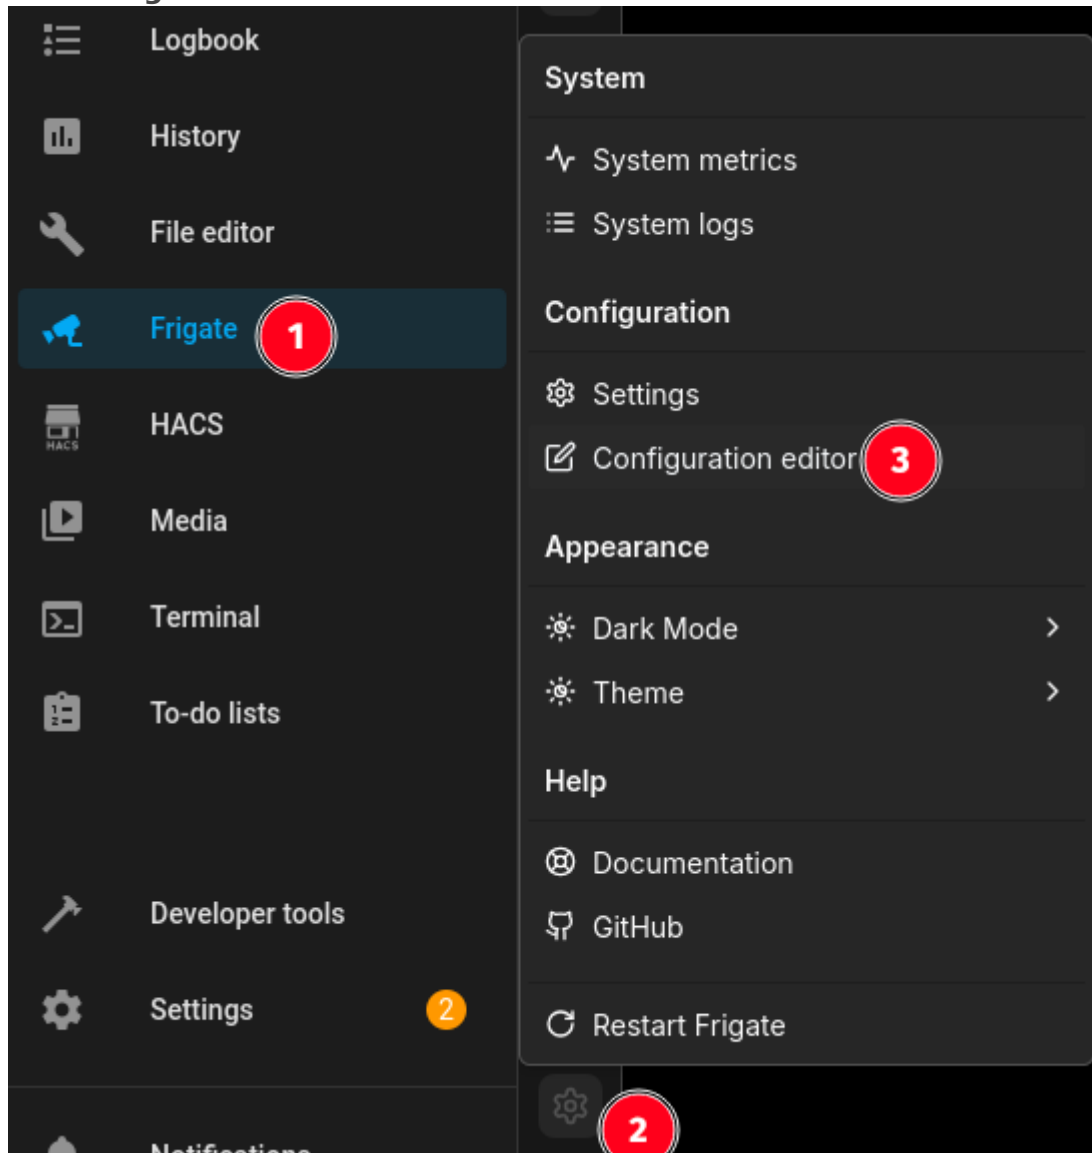 Logbook
History
File editor
Frigate
1
HACS
HACS
Media
Terminal
To-do lists
Developer tools
Settings
2
Notifications
System
System metrics
System logs
Configuration
Settings
Configuration editor
3
Appearance
Dark Mode
Theme
Help
Documentation
GitHub
Restart Frigate
2